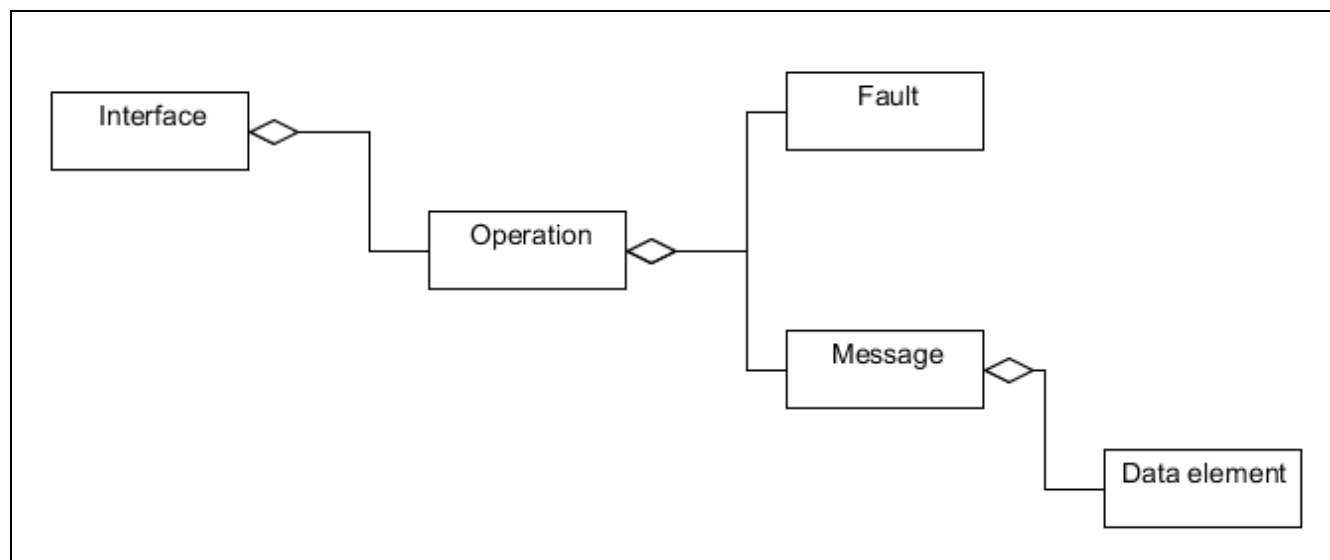 Interface
Fault
Operation
Message
Data element